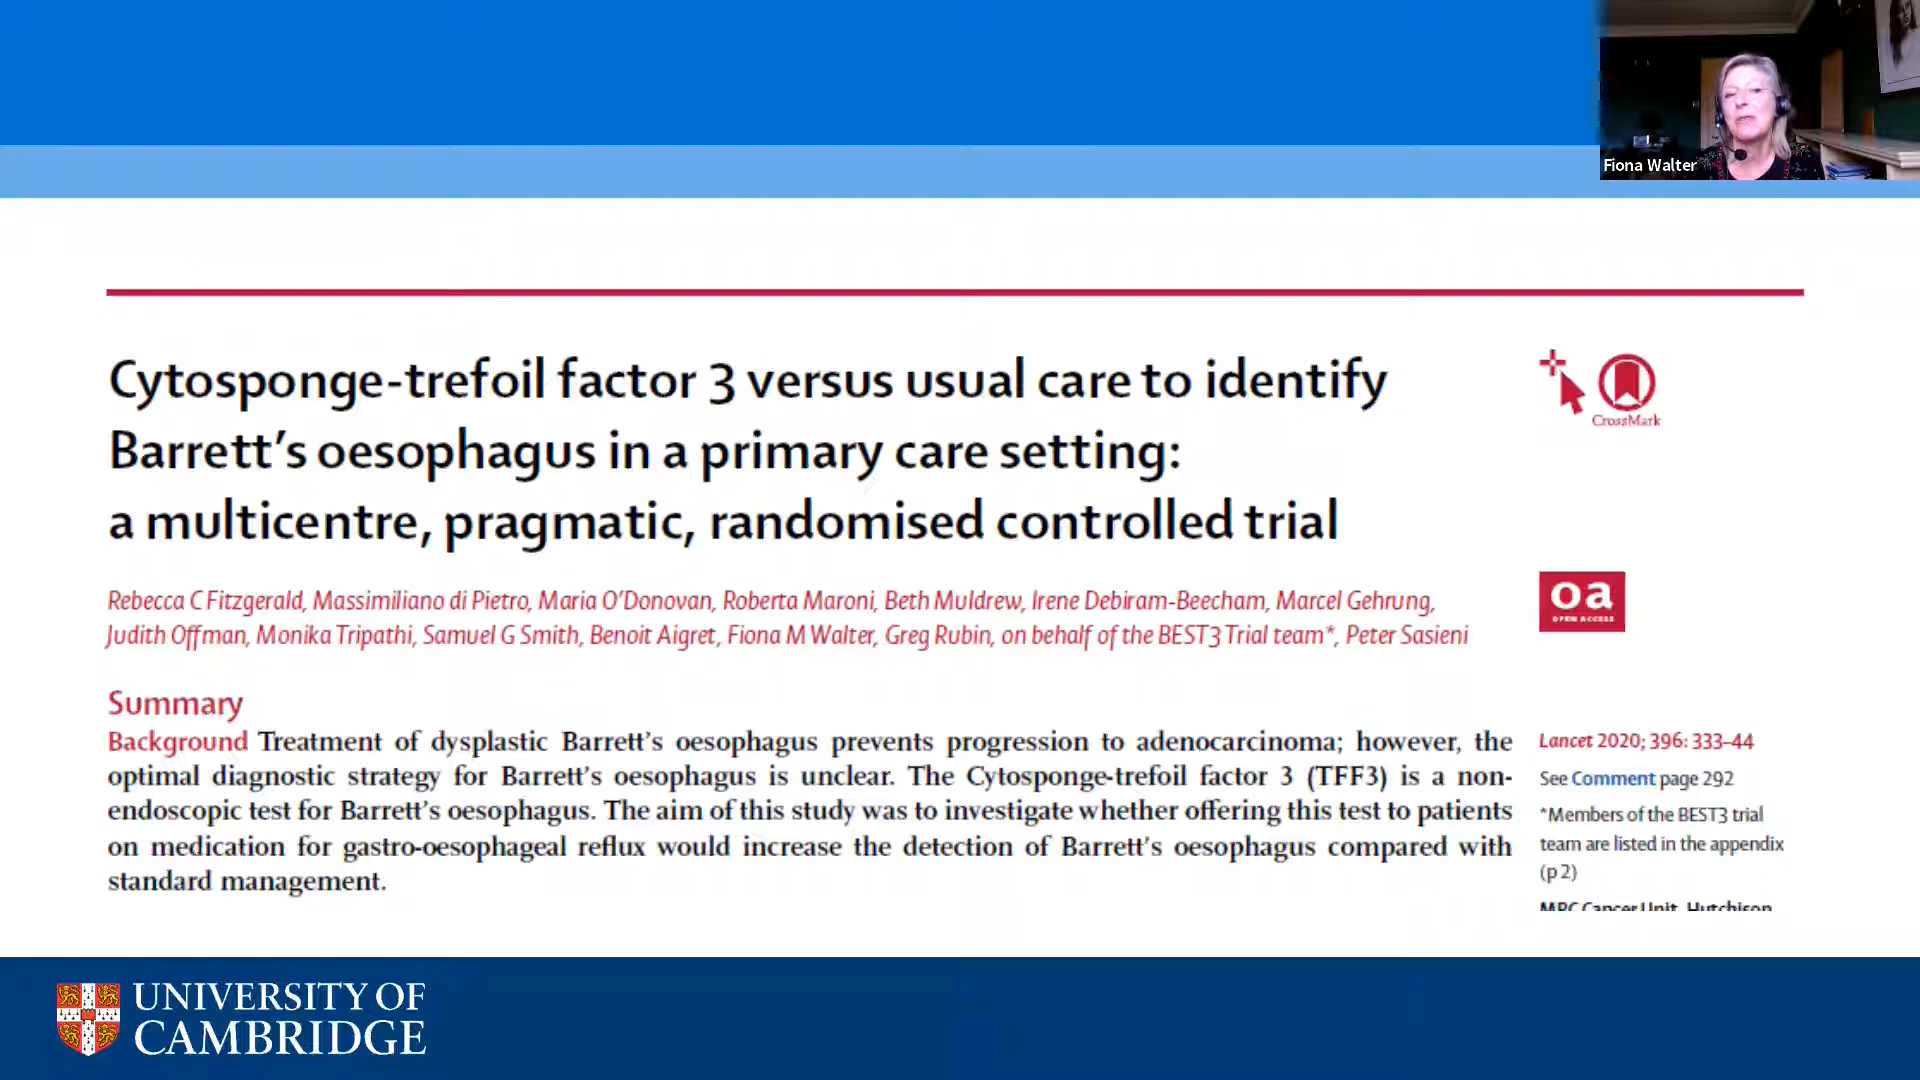 Fiona Walter
Cytosponge-trefoil factor 3 versus usual care to identify
Barrett's oesophagus in a primary care setting:
a multicentre, pragmatic, randomised controlled trial
CrossMark
Rebecca C Fitzgerald, Massimiliano di Pietro, Maria O'Donovan, Roberta Maroni, Beth Muldrew, Irene Debiram-Beecham, Marcel Gehrung,
Judith Offman, Monika Tripathi, Samuel G Smith, Benoit Aigret, Fiona M Walter, Greg Rubin, on behalf of the BEST3 Trial team*, Peter Sasieni
oa
OPEN ACCESS
Summary
Background Treatment of dysplastic Barrett's oesophagus prevents progression to adenocarcinoma; however, the
optimal diagnostic strategy for Barrett's oesophagus is unclear. The Cytosponge-trefoil factor 3 (TFF3) is a non-
endoscopic test for Barrett's oesophagus. The aim of this study was to investigate whether offering this test to patients
on medication for gastro-oesophageal reflux would increase the detection of Barrett's oesophagus compared with
standard management.
Lancet 2020; 396: 333–44
See Comment page 292
*Members of the BEST3 trial
team are listed in the appendix
(p 2)
MRC Cancer Unit, Hutchison
UNIVERSITY OF
CAMBRIDGE